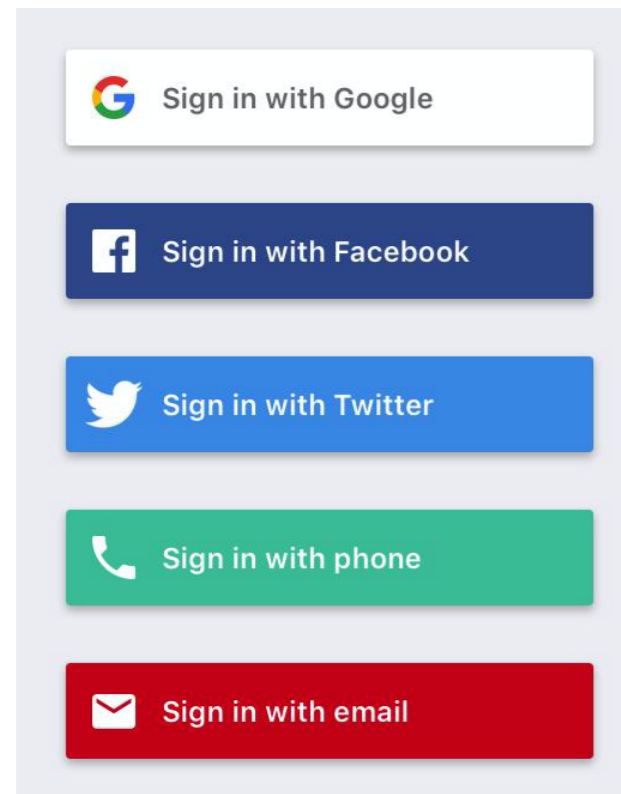 Sign in with Google
Sign in with Facebook
Sign in with Twitter
Sign in with phone
Sign in with email